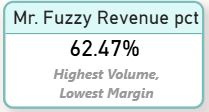 Mr. Fuzzy Revenue pct
62.47%
Highest Volume,
Lowest Margin